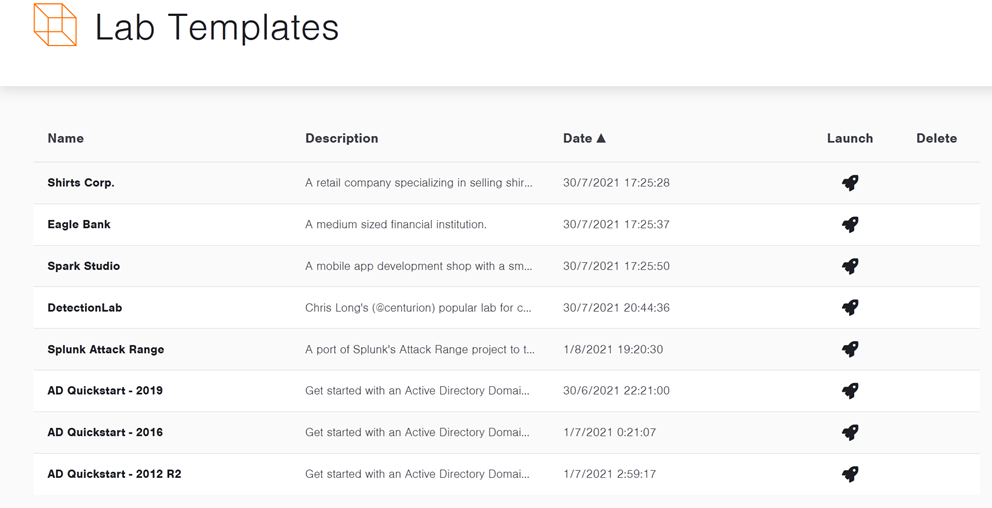 Lab Templates
Name Description Date ▲ Launch Delete
Shirts Corp. A retail company specializing in selling shir... 30/7/2021 17:25:28
Eagle Bank A medium sized financial institution. 30/7/2021 17:25:37
Spark Studio A mobile app development shop with a sm... 30/7/2021 17:25:50
DetectionLab Chris Long's (@centurion) popular lab for c... 30/7/2021 20:44:36
Splunk Attack Range A port of Splunk's Attack Range project to t... 1/8/2021 19:20:30
AD Quickstart - 2019 Get started with an Active Directory Domai... 30/6/2021 22:21:00
AD Quickstart - 2016 Get started with an Active Directory Domai... 1/7/2021 0:21:07
AD Quickstart - 2012 R2 Get started with an Active Directory Domai... 1/7/2021 2:59:17